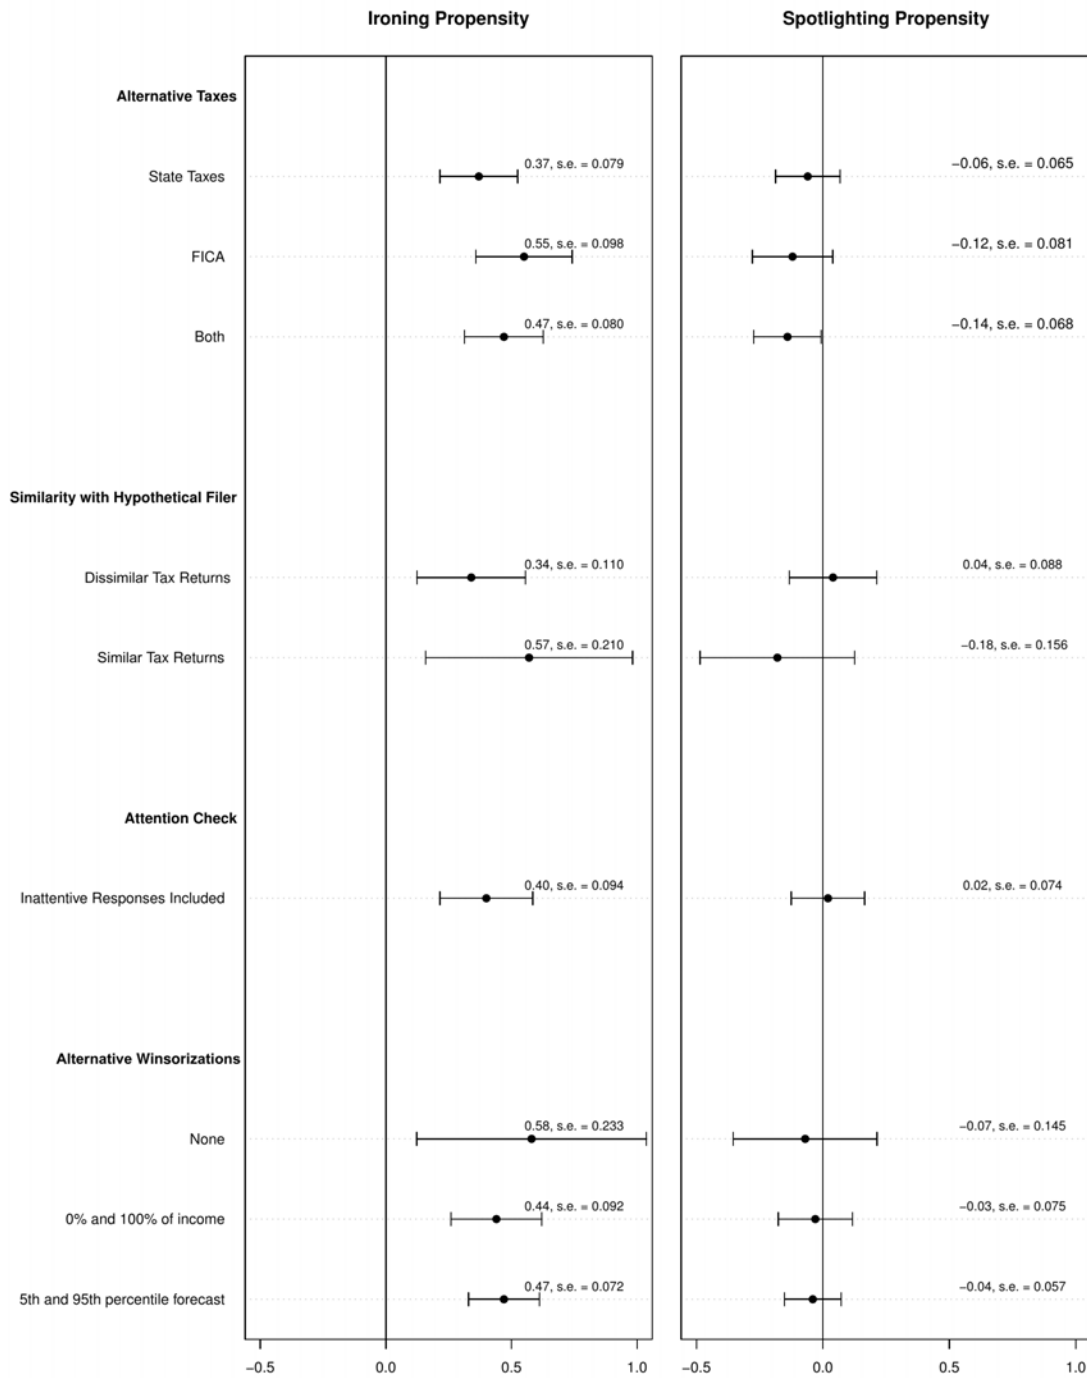 Ironing Propensity
Spotlighting Propensity
Alternative Taxes
State Taxes
0.37, s.e. = 0.079
−0.06, s.e. = 0.065
FICA
0.55, s.e. = 0.098
−0.12, s.e. = 0.081
Both
0.47, s.e. = 0.080
−0.14, s.e. = 0.068
Similarity with Hypothetical Filer
Dissimilar Tax Returns
0.34, s.e. = 0.110
0.04, s.e. = 0.088
Similar Tax Returns
0.57, s.e. = 0.210
−0.18, s.e. = 0.156
Attention Check
Inattentive Responses Included
0.40, s.e. = 0.094
0.02, s.e. = 0.074
Alternative Winsorizations
None
0.58, s.e. = 0.233
−0.07, s.e. = 0.145
0% and 100% of income
0.44, s.e. = 0.092
−0.03, s.e. = 0.075
5th and 95th percentile forecast
0.47, s.e. = 0.072
−0.04, s.e. = 0.057
−0.5 0.0 0.5 1.0
−0.5 0.0 0.5 1.0